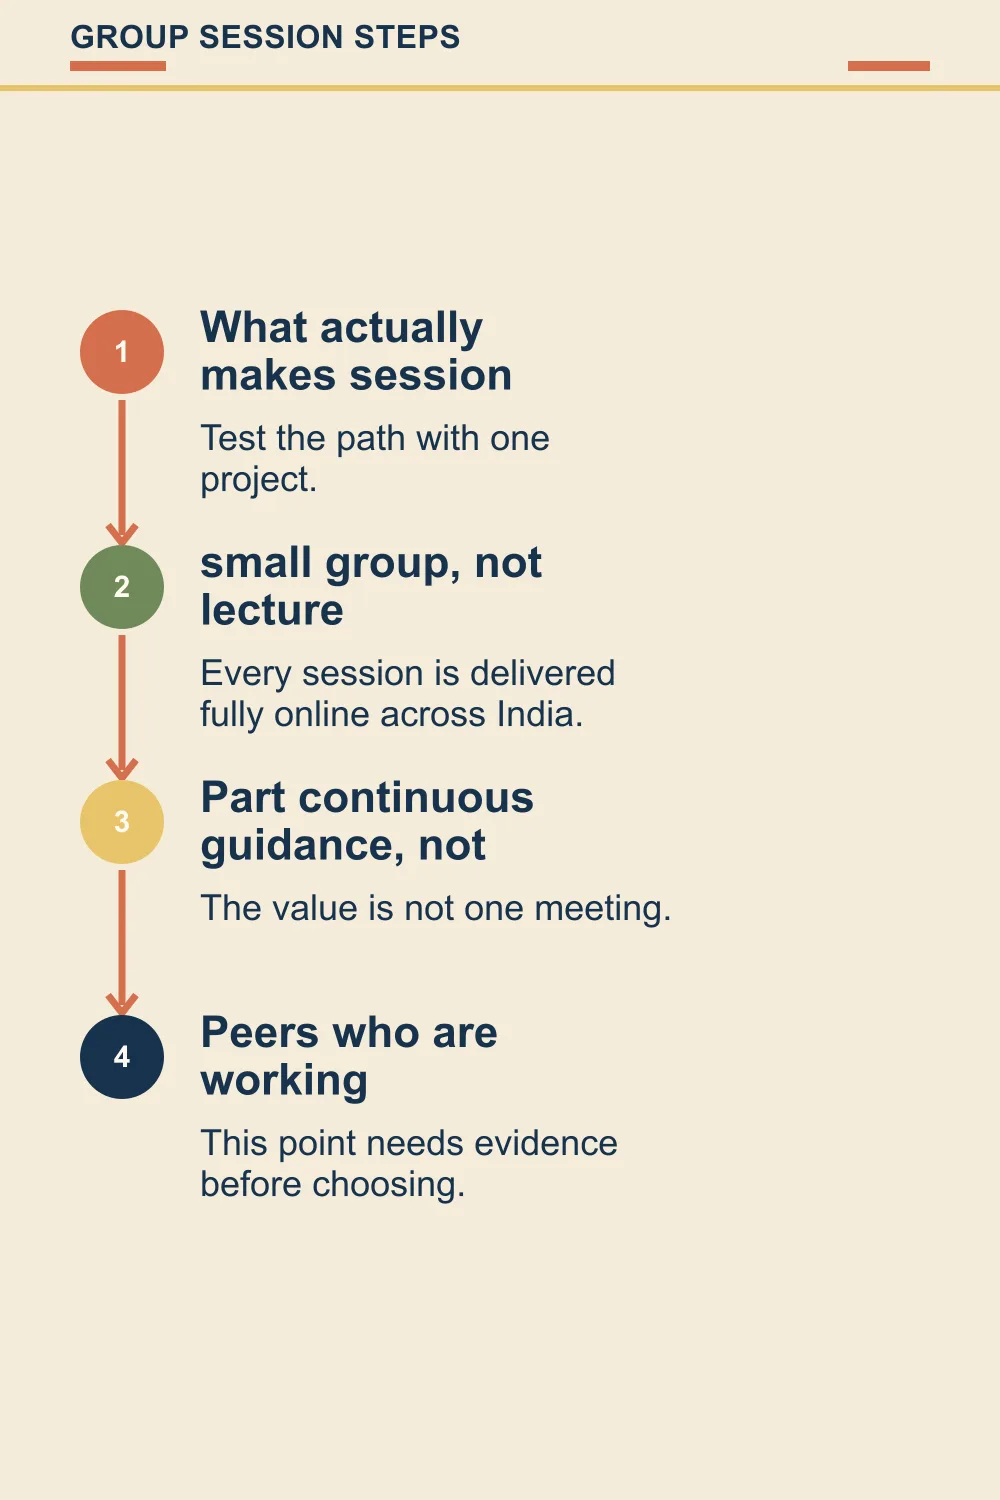 GROUP SESSION STEPS
1
What actually
makes session
Test the path with one
project.
2
small group, not
lecture
Every session is delivered
fully online across India.
3
Part continuous
guidance, not
The value is not one meeting.
4
Peers who are
working
This point needs evidence
before choosing.